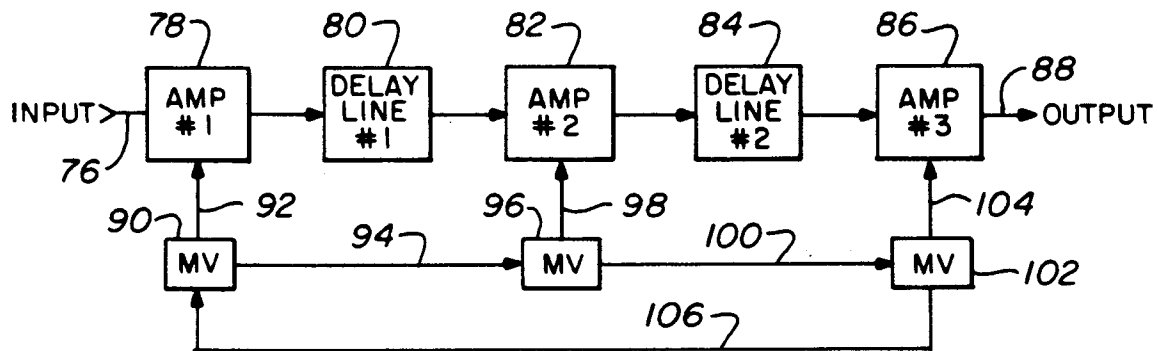 78 80 82 84 86
88
INPUT AMP #1 DELAY LINE #1 AMP #2 DELAY LINE #2 AMP #3 OUTPUT
76
90 92 96 98 104
94 100
MV MV MV 102
106